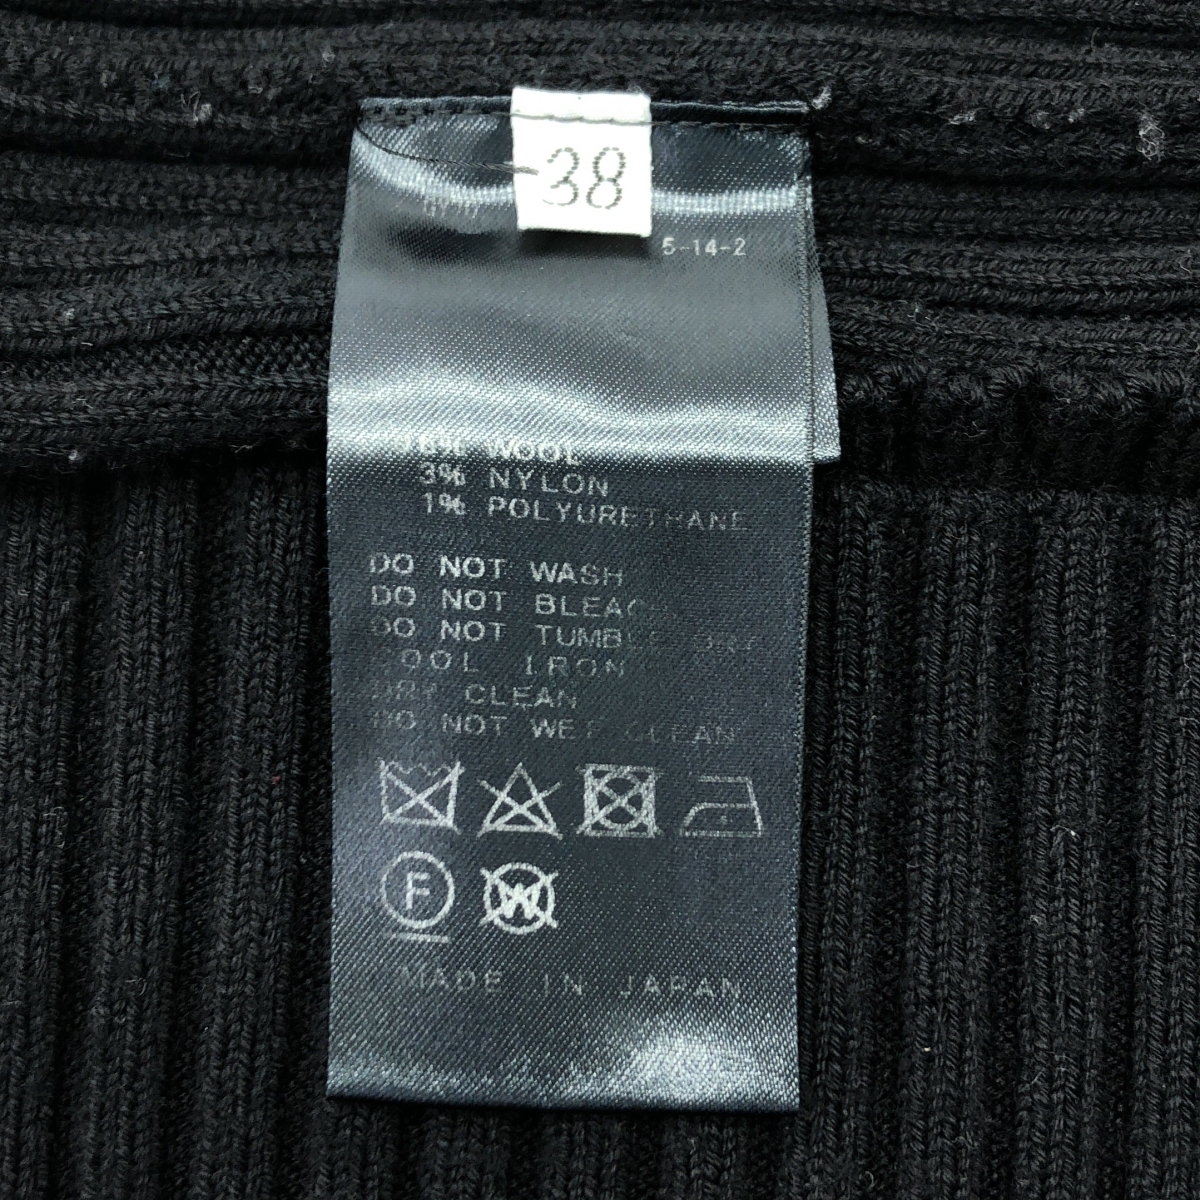 38
5-14-2
WOOL
3% NYLON
1% POLYURETHANE
DO NOT WASH
DO NOT BLEACH
DO NOT TUMBLE DRY
COOL IRON
DRY CLEAN
DO NOT WET CLEAN
F
W
MADE IN JAPAN